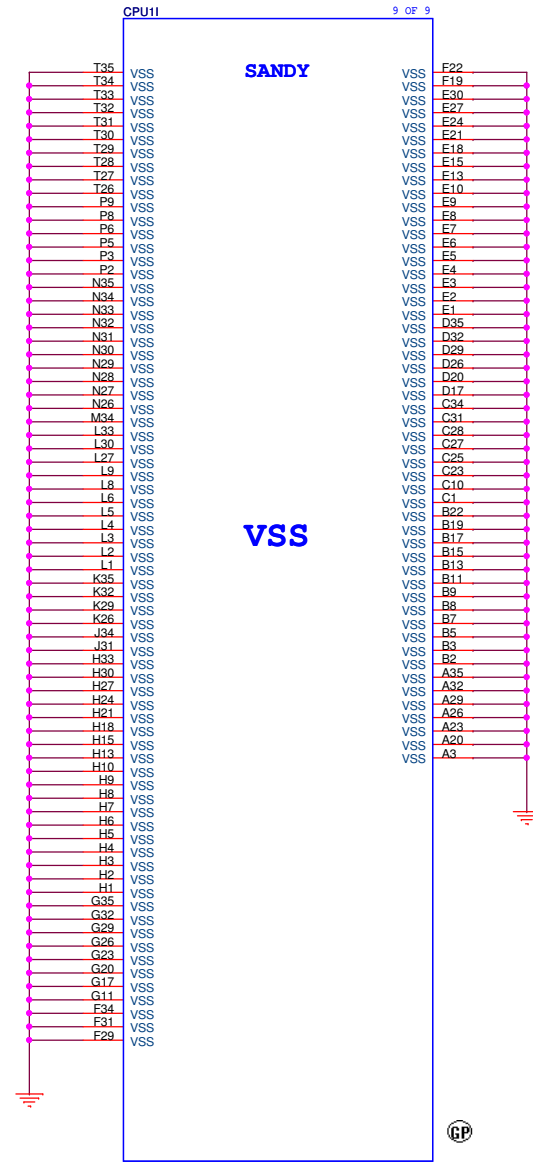 CPU1I 9 OF 9
SANDY
T35 VSS VSS F22
T34 VSS VSS F19
T33 VSS VSS E30
T32 VSS VSS E27
T31 VSS VSS E24
T30 VSS VSS E21
T29 VSS VSS E18
T28 VSS VSS E15
T27 VSS VSS E13
T26 VSS VSS E10
P9 VSS VSS E9
P8 VSS VSS E8
P6 VSS VSS E7
P5 VSS VSS E6
P3 VSS VSS E5
P2 VSS VSS E4
N35 VSS VSS E3
N34 VSS VSS E2
N33 VSS VSS E1
N32 VSS VSS D35
N31 VSS VSS D32
N30 VSS VSS D29
N29 VSS VSS D26
N28 VSS VSS D20
N27 VSS VSS D17
N26 VSS VSS C34
M34 VSS VSS C31
L33 VSS VSS C28
L30 VSS VSS C27
L27 VSS VSS C25
L9 VSS VSS C23
L8 VSS VSS C10
L6 VSS VSS C1
L5 VSS VSS B22
L4 VSS VSS B19
VSS
L3 VSS VSS B17
L2 VSS VSS B15
L1 VSS VSS B13
K35 VSS VSS B11
K32 VSS VSS B9
K29 VSS VSS B8
K26 VSS VSS B7
J34 VSS VSS B5
J31 VSS VSS B3
H33 VSS VSS B2
H30 VSS VSS A35
H27 VSS VSS A32
H24 VSS VSS A29
H21 VSS VSS A26
H18 VSS VSS A23
H15 VSS VSS A20
H13 VSS VSS A3
H10 VSS
H9 VSS
H8 VSS
H7 VSS
H6 VSS
H5 VSS
H4 VSS
H3 VSS
H2 VSS
H1 VSS
G35 VSS
G32 VSS
G29 VSS
G26 VSS
G23 VSS
G20 VSS
G17 VSS
G11 VSS
F34 VSS
F31 VSS
F29 VSS
GP